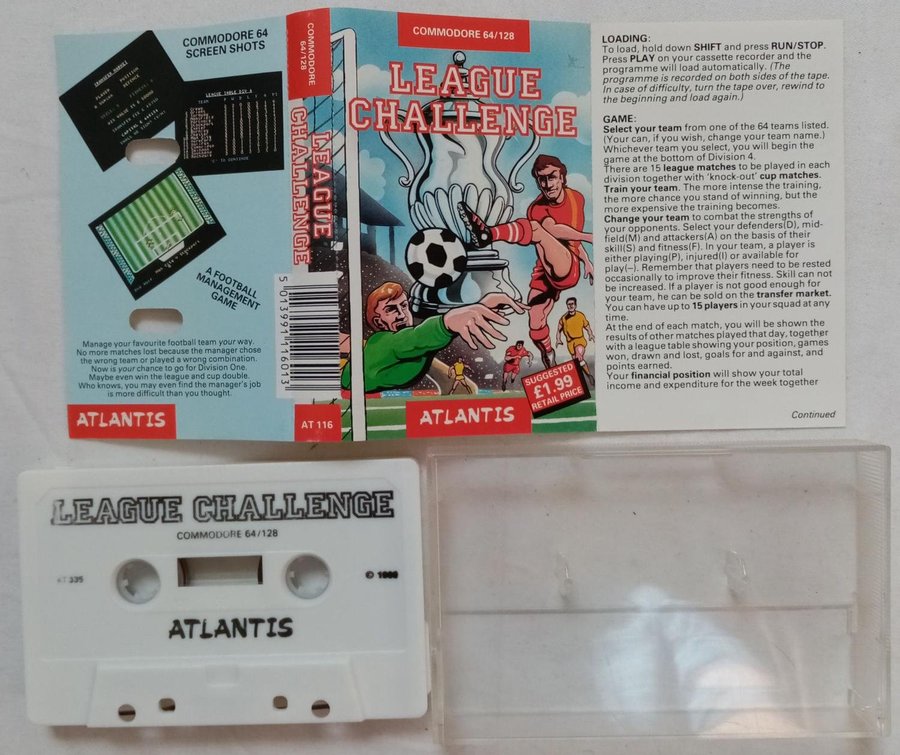 COMMODORE 64
SCREEN SHOTS
TRANSFER MARKET
LEAGUE TABLE DIV.4
TEAM
A FOOTBALL
MANAGEMENT
GAME
Manage your favourite football team your way.
No more matches lost because the manager chose
the wrong team or played a wrong combination.
Now is your chance to go for Division One.
Maybe even win the league and cup double.
Who knows, you may even find the manager's job
is more difficult than you thought.
ATLANTIS
COMMODORE
64/128
LEAGUE
CHALLENGE
5 013991 116013
AT 116
COMMODORE 64/128
LEAGUE
CHALLENGE
SUGGESTED
£1.99
RETAIL PRICE
ATLANTIS
LOADING:
To load, hold down SHIFT and press RUN/STOP.
Press PLAY on your cassette recorder and the
programme will load automatically. (The
programme is recorded on both sides of the tape.
In case of difficulty, turn the tape over, rewind to
the beginning and load again.)
GAME:
Select your team from one of the 64 teams listed.
(Your can, if you wish, change your team name.)
Whichever team you select, you will begin the
game at the bottom of Division 4.
There are 15 league matches to be played in each
division together with 'knock-out' cup matches.
Train your team. The more intense the training,
the more chance you stand of winning, but the
more expensive the training becomes.
Change your team to combat the strengths of
your opponents. Select your defenders(D), mid-
field(M) and attackers(A) on the basis of their
skill(S) and fitness(F). In your team, a player is
either playing(P), injured(I) or available for
play(–). Remember that players need to be rested
occasionally to improve their fitness. Skill can not
be increased. If a player is not good enough for
your team, he can be sold on the transfer market.
You can have up to 15 players in your squad at any
time.
At the end of each match, you will be shown the
results of other matches played that day, together
with a league table showing your position, games
won, drawn and lost, goals for and against, and
points earned.
Your financial position will show your total
income and expenditure for the week together
Continued
LEAGUE CHALLENGE
COMMODORE 64/128
AT 335
© 1986
ATLANTIS